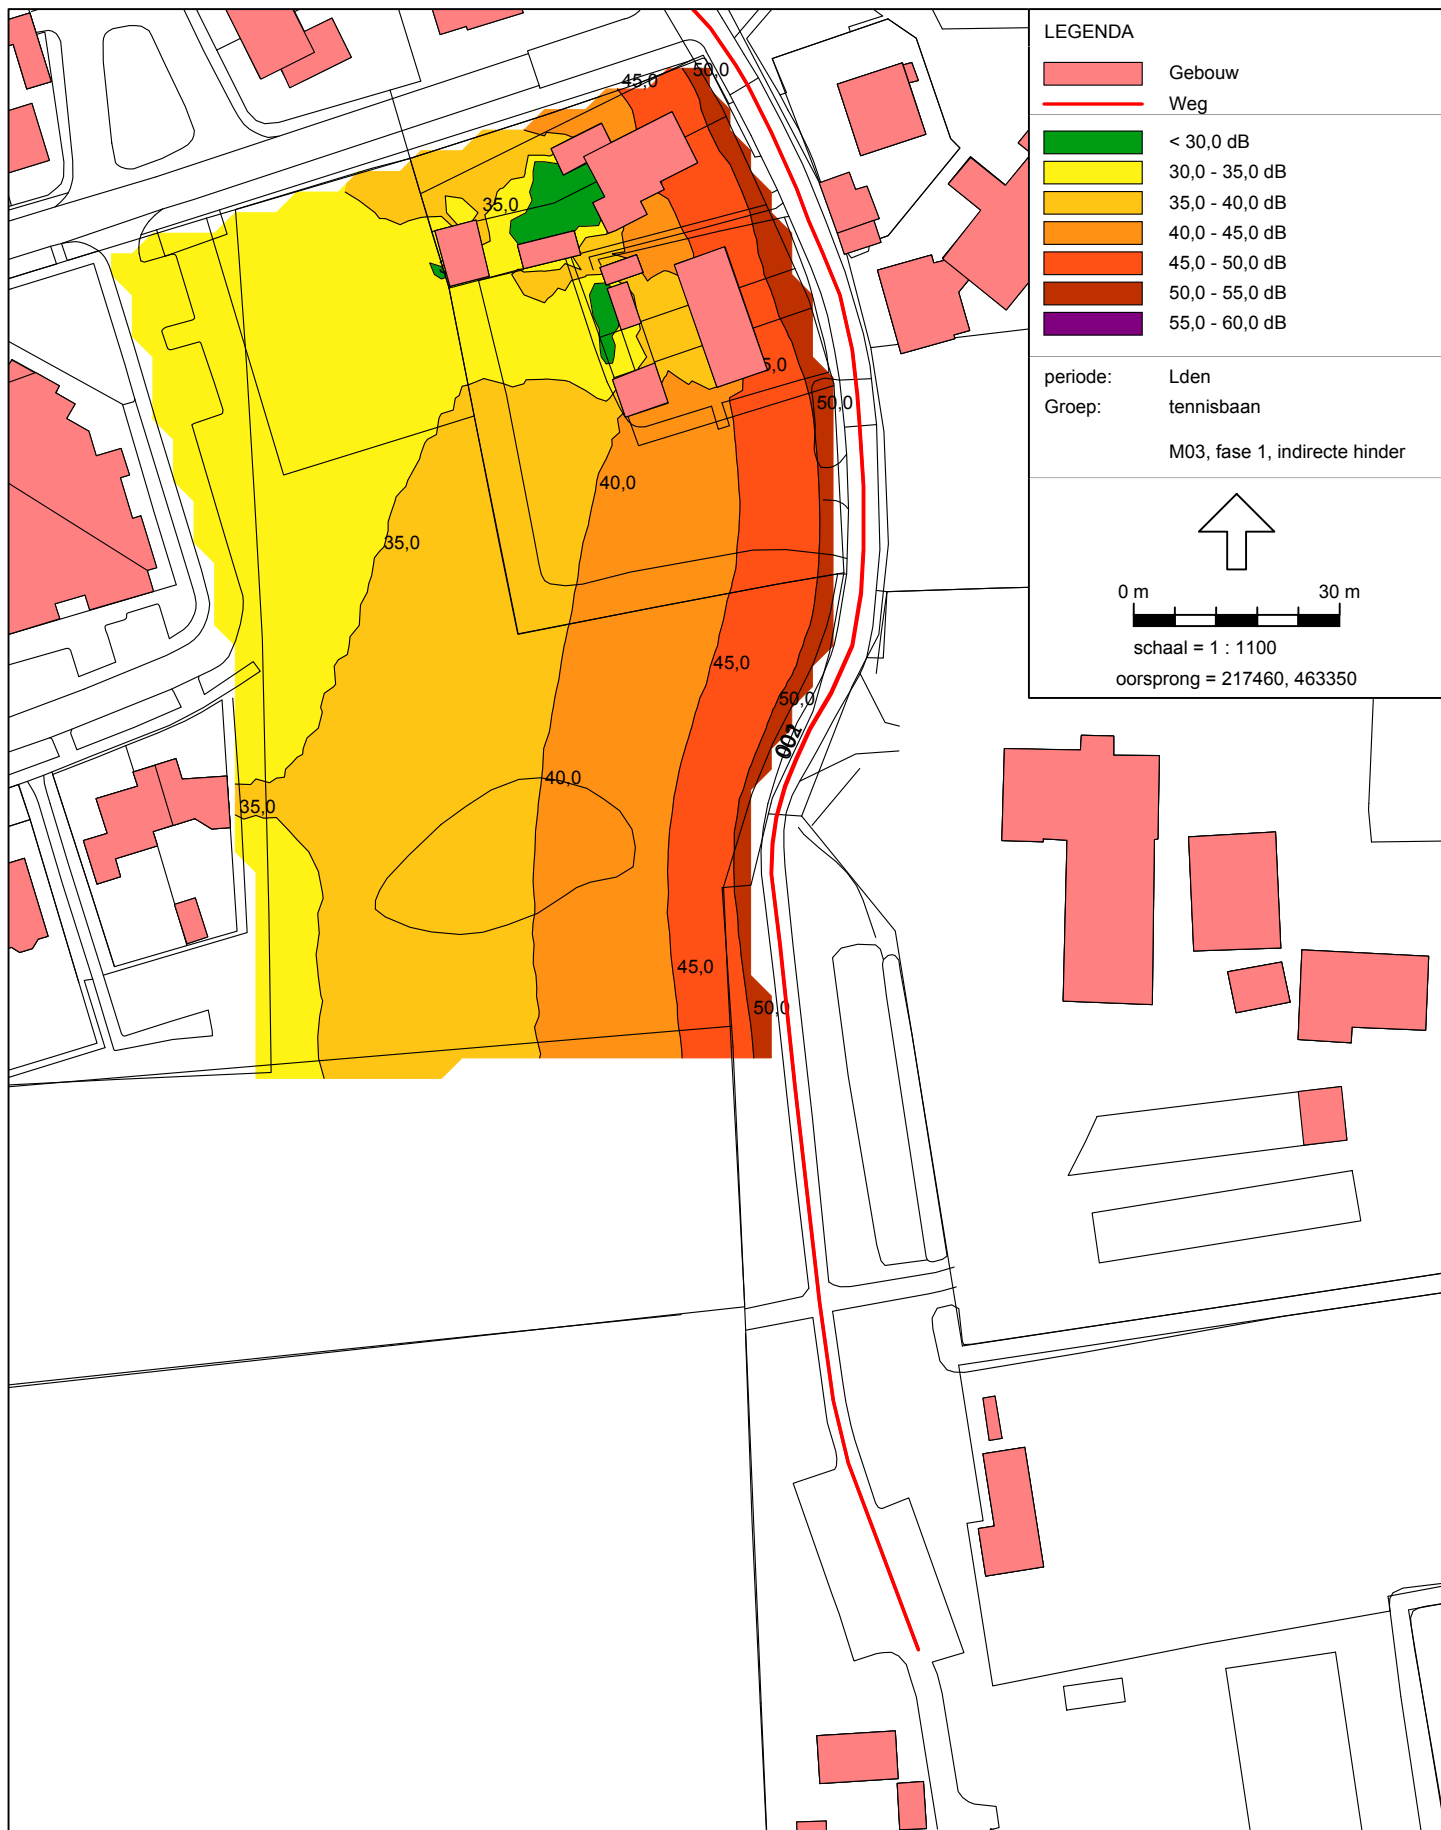 LEGENDA
Gebouw
Weg
< 30,0 dB
30,0 - 35,0 dB
35,0 - 40,0 dB
40,0 - 45,0 dB
45,0 - 50,0 dB
50,0 - 55,0 dB
55,0 - 60,0 dB
periode: Lden
Groep: tennisbaan
M03, fase 1, indirecte hinder
0 m 30 m
schaal = 1 : 1100
oorsprong = 217460, 463350
50,0
45,0
35,0
5,0
50,0
40,0
35,0
45,0
50,0
40,0
35,0
45,0
50,0